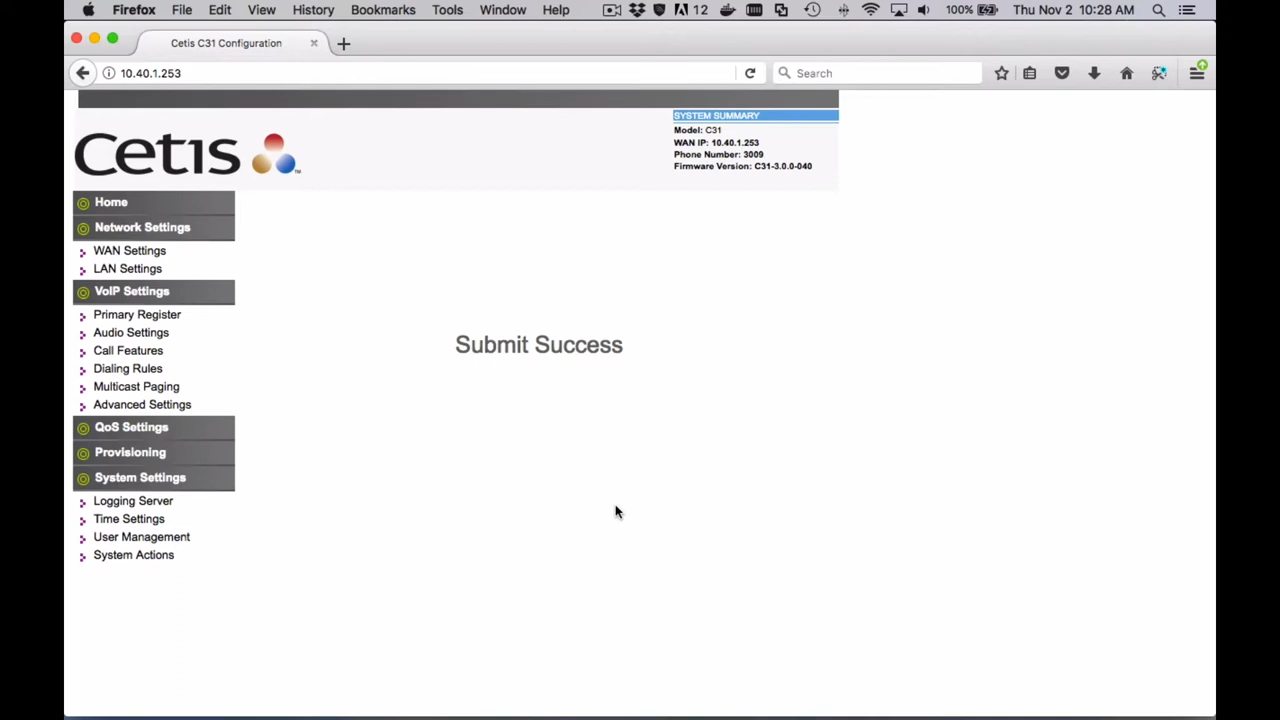 Firefox File Edit View History Bookmarks Tools Window Help 12 100% Thu Nov 2 10:28 AM
Cetis C31 Configuration
10.40.1.253 Search
SYSTEM SUMMARY
Model: C31
WAN IP: 10.40.1.253
Phone Number: 3009
Firmware Version: C31-3.0.0-040
Cetis ™
Home
Network Settings
WAN Settings
LAN Settings
VoIP Settings
Primary Register
Audio Settings
Call Features
Dialing Rules
Multicast Paging
Advanced Settings
QoS Settings
Provisioning
System Settings
Logging Server
Time Settings
User Management
System Actions
Submit Success